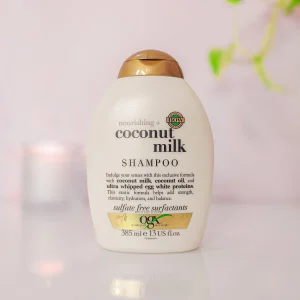 nourishing +
coconut
milk
SHAMPOO
Indulge your senses with this exclusive formula
with coconut milk, coconut oil, and
ultra whipped egg white proteins.
This exotic formula helps add strength,
elasticity, hydration, and balance.
sulfate free surfactants
ogx
385 ml e 13 US fl oz.